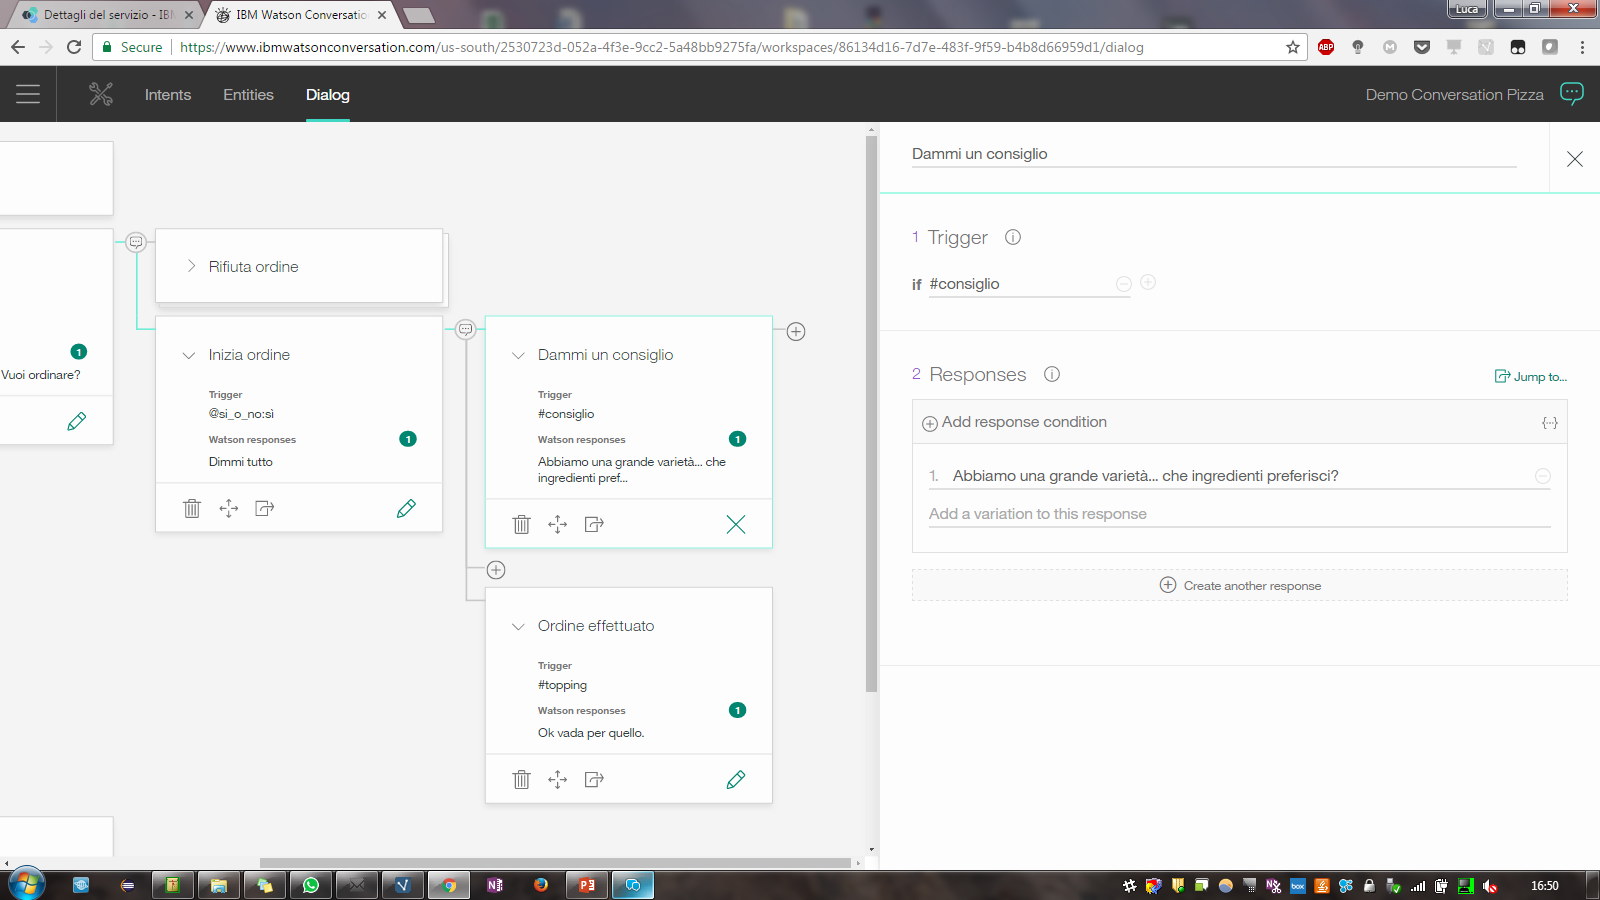 Dettagli del servizio - IBM
IBM Watson Conversatio
Luca
Secure
https://www.ibmwatsonconversation.com/us-south/2530723d-052a-4f3e-9cc2-5a48bb9275fa/workspaces/86134d16-7d7e-483f-9f59-b4b8d66959d1/dialog
ABP
Intents
Entities
Dialog
Demo Conversation Pizza
1
Vuoi ordinare?
Rifiuta ordine
Inizia ordine
Trigger
@si_o_no:sì
Watson responses
1
Dimmi tutto
Dammi un consiglio
Trigger
#consiglio
Watson responses
1
Abbiamo una grande varietà... che
ingredienti pref...
Ordine effettuato
Trigger
#topping
Watson responses
1
Ok vada per quello.
Dammi un consiglio
1 Trigger
if #consiglio
2 Responses
Jump to...
Add response condition
{...}
1. Abbiamo una grande varietà... che ingredienti preferisci?
Add a variation to this response
Create another response
box
16:50